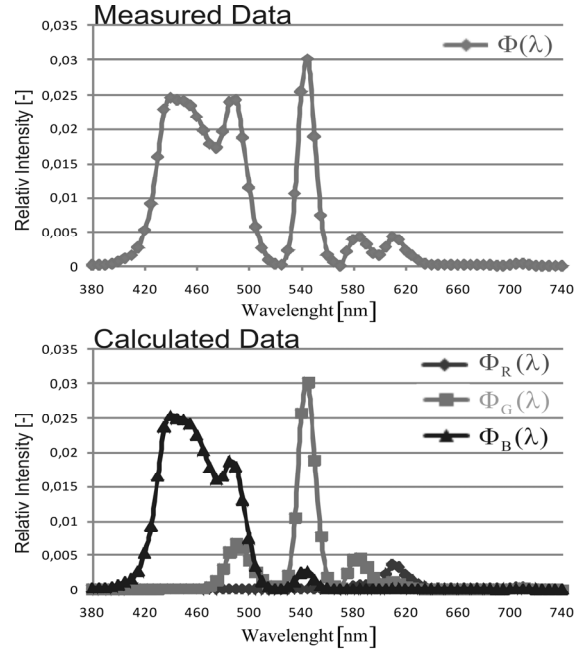 Measured Data
0,035
0,03
0,025
0,02
0,015
0,01
0,005
0
Relativ Intensity [-]
Φ(λ)
380 420 460 500 540 580 620 660 700 740
Wavelenght [nm]
Calculated Data
0,035
0,03
0,025
0,02
0,015
0,01
0,005
0
Relativ Intensity [-]
Φ_R(λ)
Φ_G(λ)
Φ_B(λ)
380 420 460 500 540 580 620 660 700 740
Wavelenght [nm]